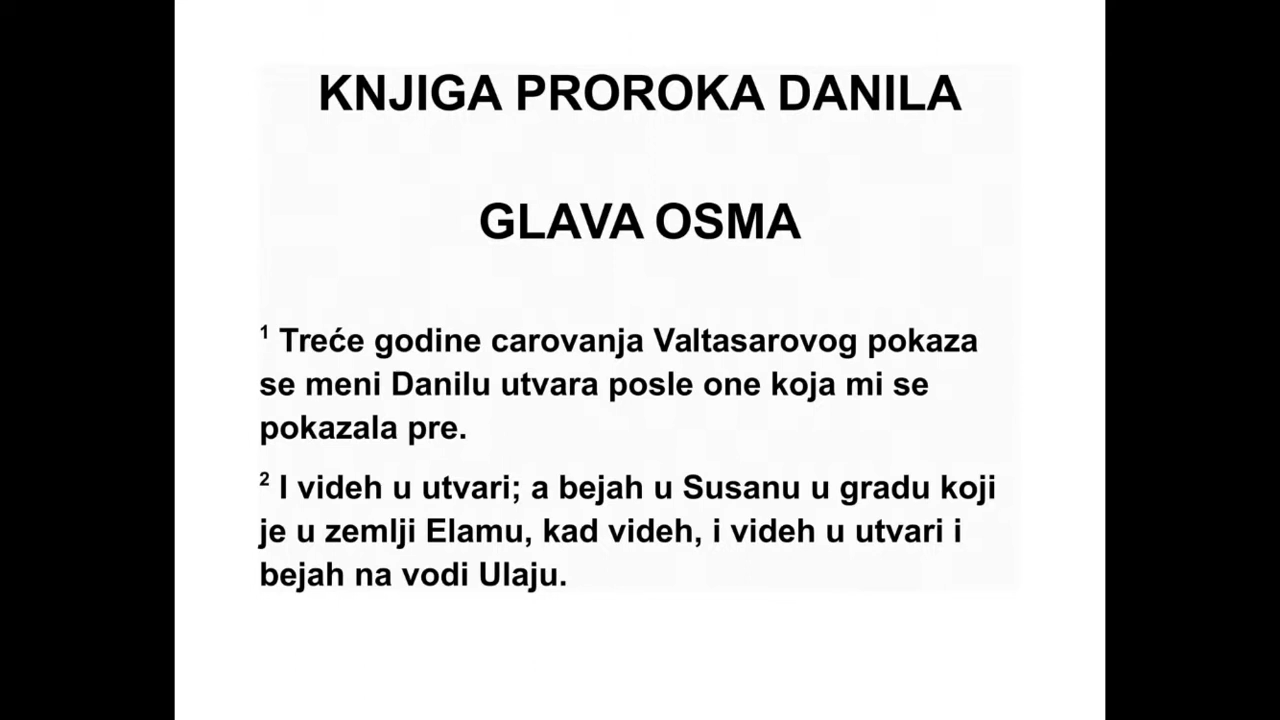 KNJIGA PROROKA DANILA
GLAVA OSMA
1 Treće godine carovanja Valtasarovog pokaza
se meni Danilu utvara posle one koja mi se
pokazala pre.
2 I videh u utvari; a bejah u Susanu u gradu koji
je u zemlji Elamu, kad videh, i videh u utvari i
bejah na vodi Ulaju.